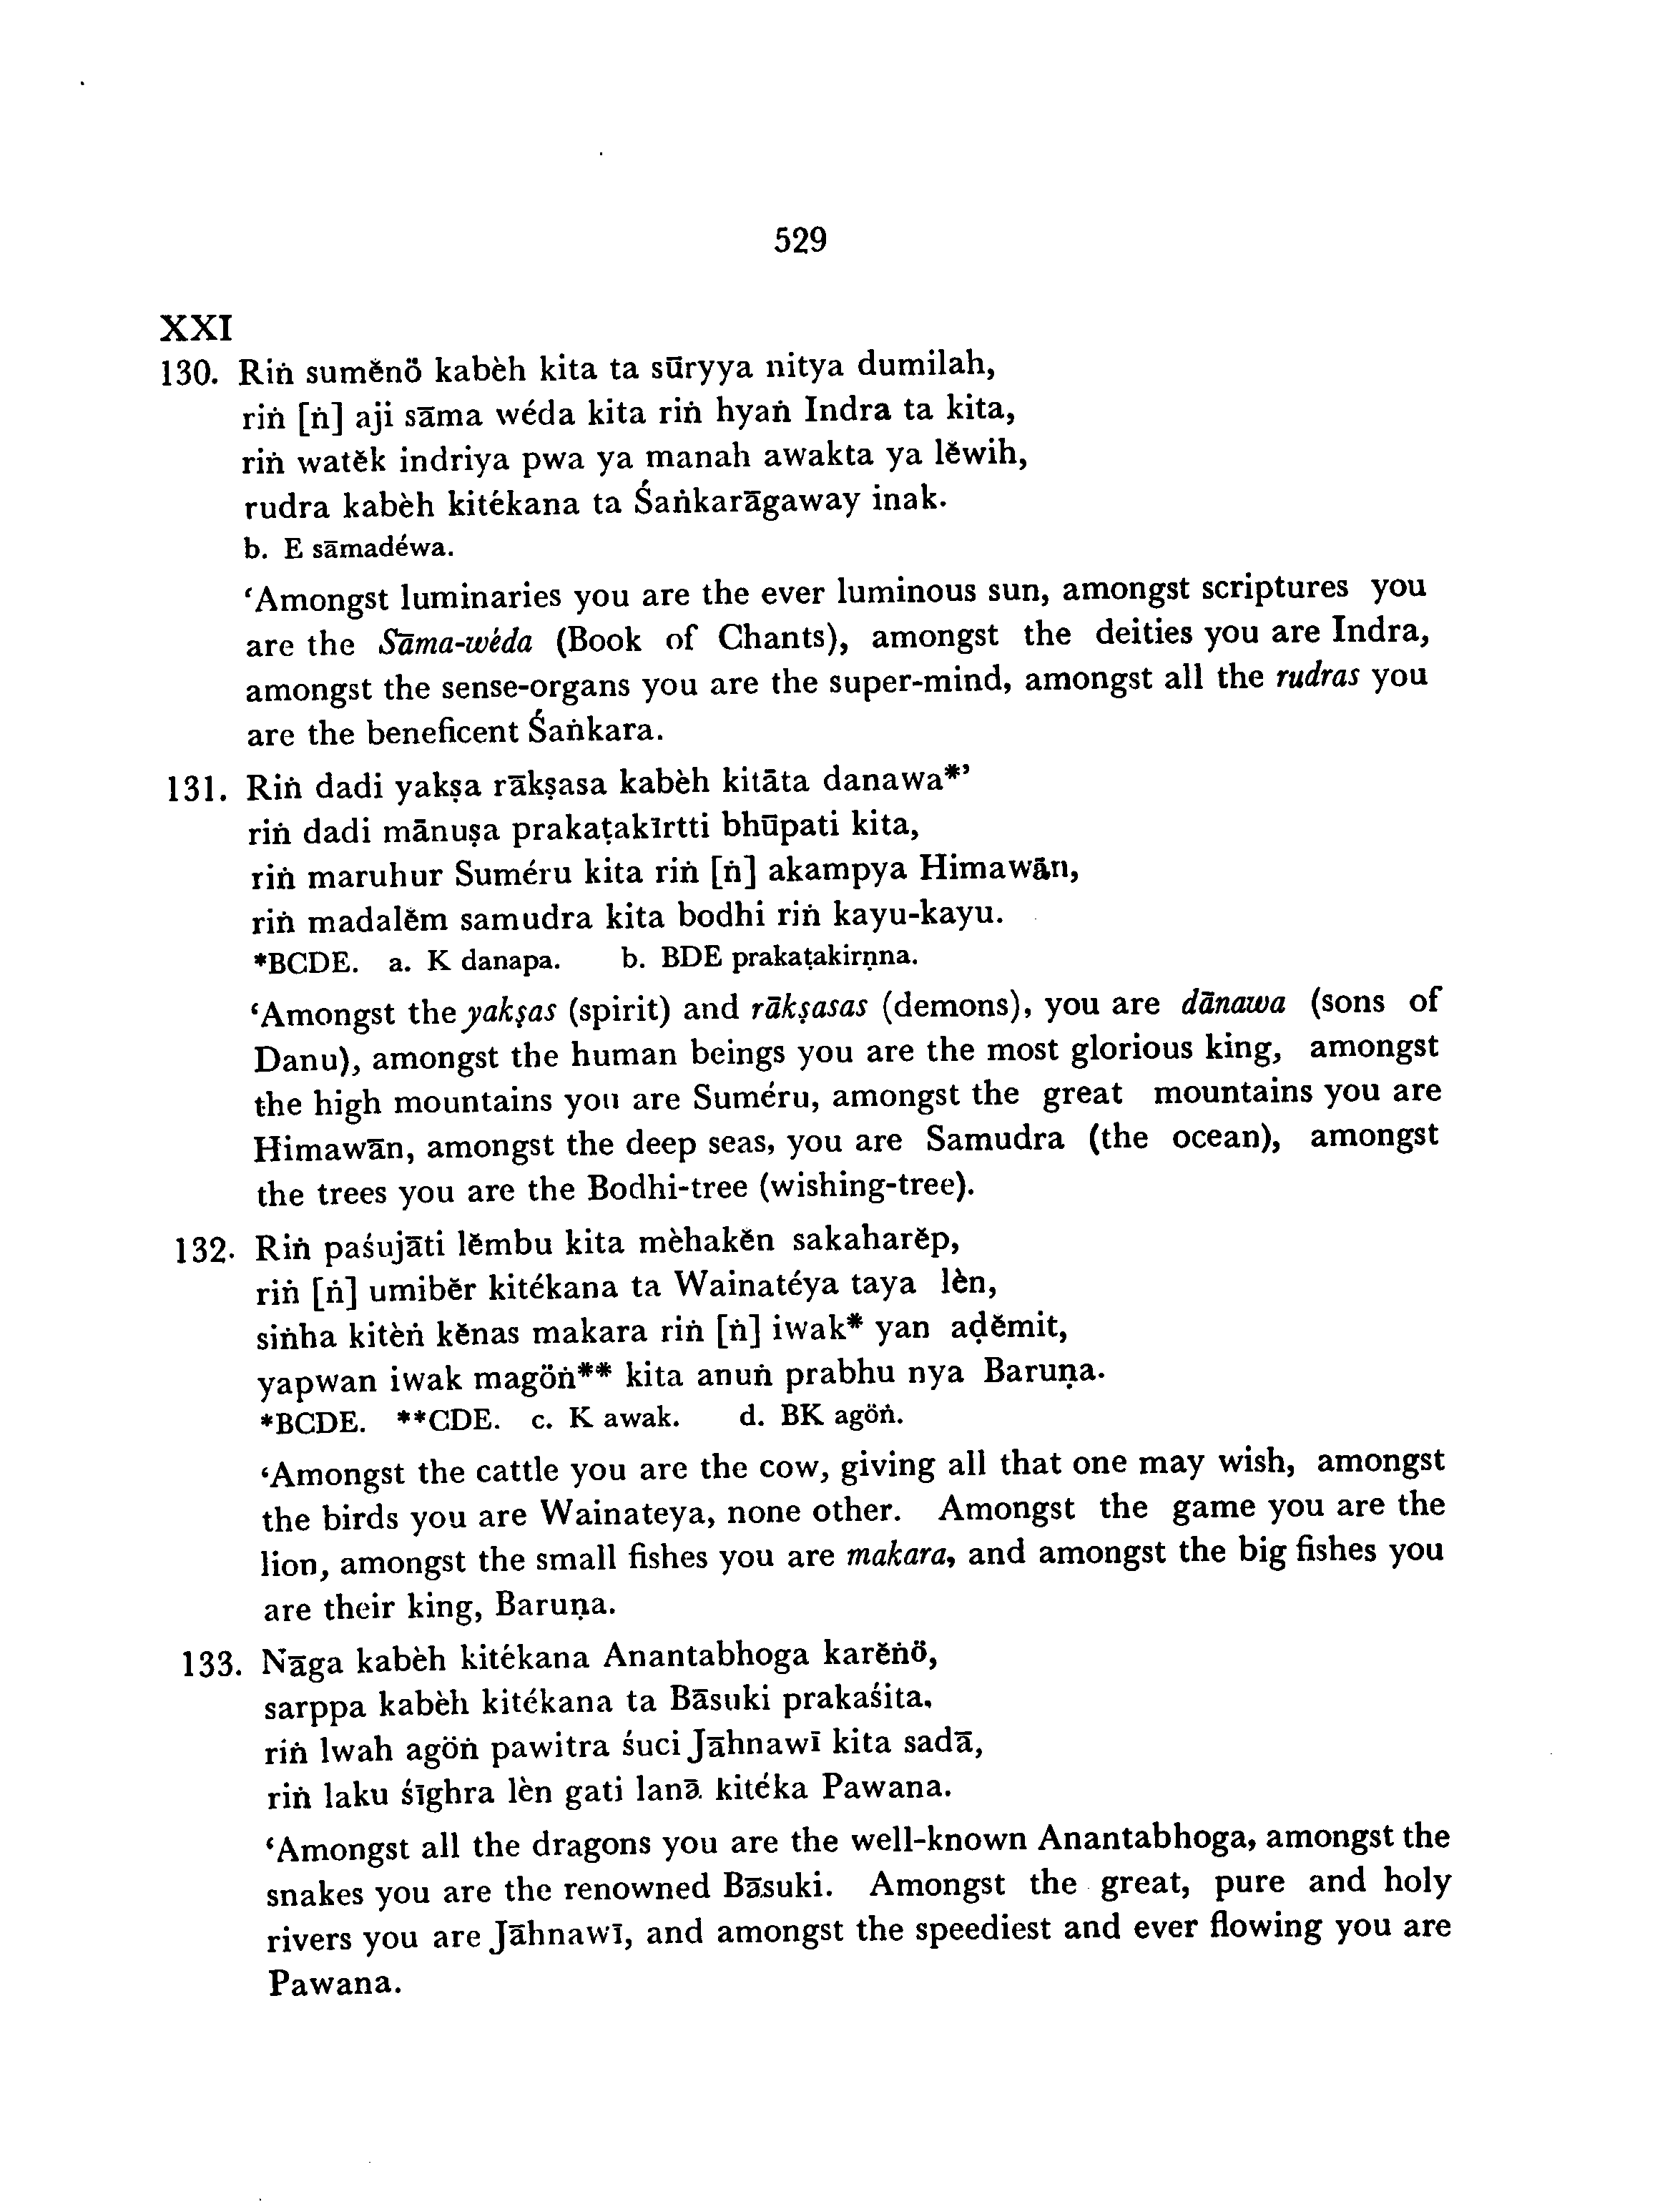 529
XXI
130. Riṅ sumĕnö kabèh kita ta sūryya nitya dumilah,
riṅ [ṅ] aji sāma wéda kita riṅ hyaṅ Indra ta kita,
riṅ watĕk indriya pwa ya manah awakta ya lĕwih,
rudra kabèh kitékana ta Śaṅkarāgaway inak.
b. E sāmadéwa.
‘Amongst luminaries you are the ever luminous sun, amongst scriptures you
are the Sāma-wéda (Book of Chants), amongst the deities you are Indra,
amongst the sense-organs you are the super-mind, amongst all the rudras you
are the beneficent Śaṅkara.
131. Riṅ dadi yakṣa rākṣasa kabèh kitāta danawa*’
riṅ dadi mānuṣa prakaṭakīrtti bhūpati kita,
riṅ maruhur Suméru kita riṅ [ṅ] akampya Himawān,
riṅ madalĕm samudra kita bodhi riṅ kayu-kayu.
*BCDE. a. K danapa. b. BDE prakaṭakirṇna.
‘Amongst the yakṣas (spirit) and rākṣasas (demons), you are dānawa (sons of
Danu), amongst the human beings you are the most glorious king, amongst
the high mountains you are Suméru, amongst the great mountains you are
Himawān, amongst the deep seas, you are Samudra (the ocean), amongst
the trees you are the Bodhi-tree (wishing-tree).
132. Riṅ paśujāti lĕmbu kita mèhakĕn sakaharĕp,
riṅ [ṅ] umibĕr kitékana ta Wainatéya taya lèn,
siṅha kitèṅ kĕnas makara riṅ [ṅ] iwak* yan aḍĕmit,
yapwan iwak magöṅ** kita anuṅ prabhu nya Baruṇa.
*BCDE. **CDE. c. K awak. d. BK agöṅ.
‘Amongst the cattle you are the cow, giving all that one may wish, amongst
the birds you are Wainateya, none other. Amongst the game you are the
lion, amongst the small fishes you are makara, and amongst the big fishes you
are their king, Baruṇa.
133. Nāga kabèh kitékana Anantabhoga karĕṅö,
sarppa kabèh kitékana ta Bāsuki prakaśita,
riṅ lwah agöṅ pawitra śuci Jāhnawī kita sadā,
riṅ laku śīghra lèn gati lanā kitéka Pawana.
‘Amongst all the dragons you are the well-known Anantabhoga, amongst the
snakes you are the renowned Bāsuki. Amongst the great, pure and holy
rivers you are Jāhnawī, and amongst the speediest and ever flowing you are
Pawana.